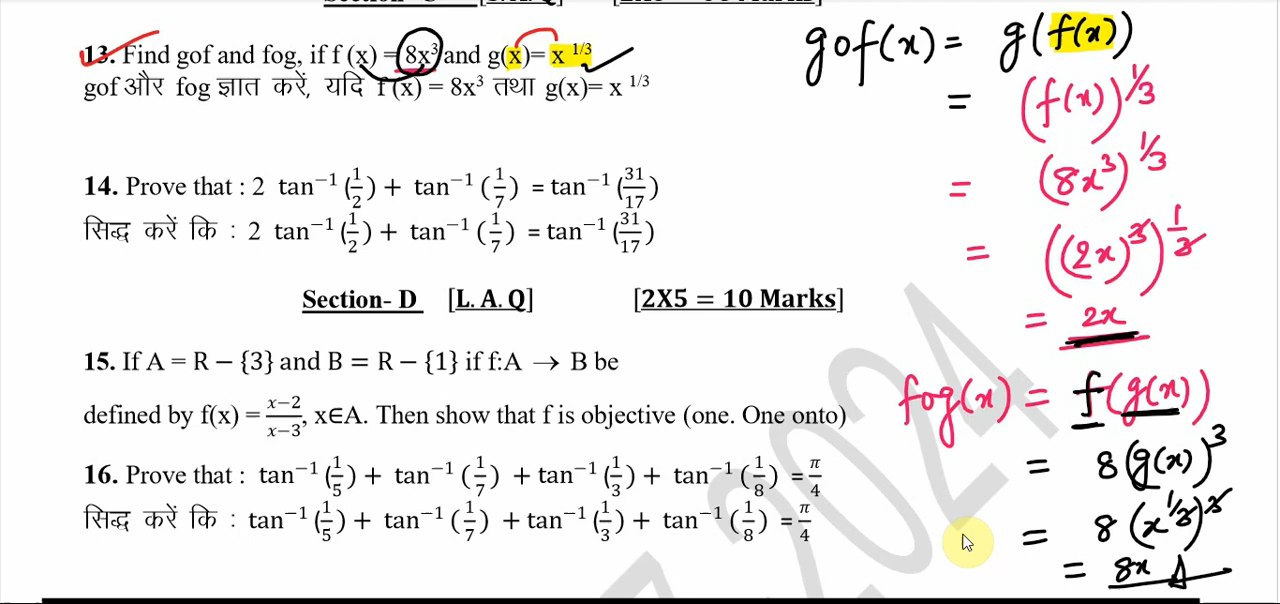 13. Find gof and fog, if f (x) = 8x³ and g(x)= x ¹/³
gof और fog ज्ञात करें, यदि f (x) = 8x³ तथा g(x)= x ¹/³
14. Prove that : 2 tan⁻¹(1/2) + tan⁻¹(1/7) = tan⁻¹(31/17)
सिद्ध करें कि : 2 tan⁻¹(1/2) + tan⁻¹(1/7) = tan⁻¹(31/17)
Section- D [L. A. Q] [2X5 = 10 Marks]
15. If A = R – {3} and B = R – {1} if f:A → B be
defined by f(x) = x−2/x−3, x∈A. Then show that f is objective (one. One onto)
16. Prove that : tan⁻¹(1/5) + tan⁻¹(1/7) + tan⁻¹(1/3) + tan⁻¹(1/8) = π/4
सिद्ध करें कि : tan⁻¹(1/5) + tan⁻¹(1/7) + tan⁻¹(1/3) + tan⁻¹(1/8) = π/4
gof(x) = g(f(x))
= (f(x))^1/3
= (8x³)^1/3
= ((2x)³)^1/3
= 2x
fog(x) = f(g(x))
= 8(g(x))³
= 8(x^1/3)³
= 8x
2024